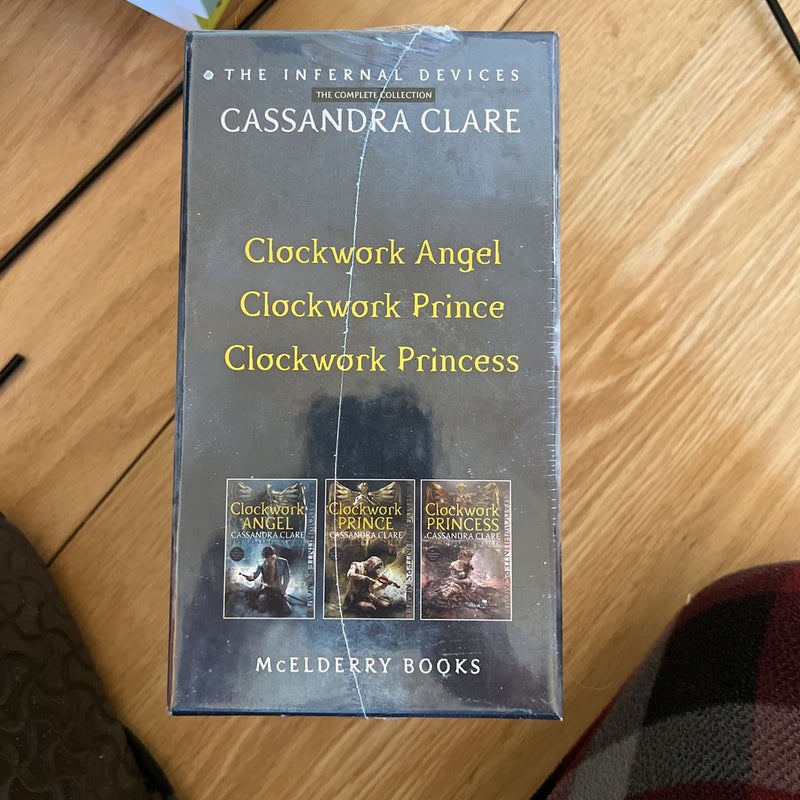 THE INFERNAL DEVICES
THE COMPLETE COLLECTION
CASSANDRA CLARE
Clockwork Angel
Clockwork Prince
Clockwork Princess
Clockwork
ANGEL
CASSANDRA CLARE
Clockwork
PRINCE
CASSANDRA CLARE
Clockwork
PRINCESS
CASSANDRA CLARE
SHADOWHUNTERS
McELDERRY BOOKS